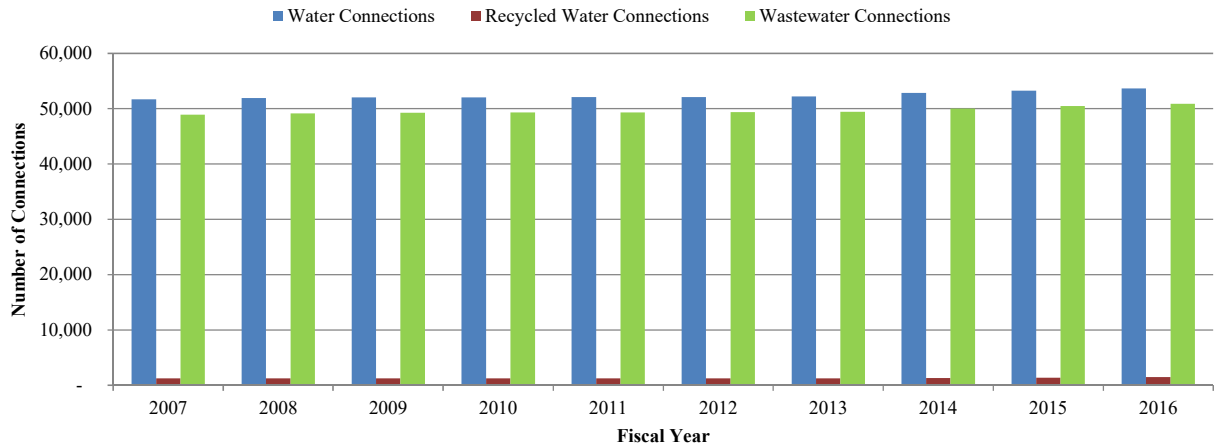 Water Connections Recycled Water Connections Wastewater Connections
60,000
50,000
40,000
30,000
20,000
10,000
-
Number of Connections
2007 2008 2009 2010 2011 2012 2013 2014 2015 2016
Fiscal Year